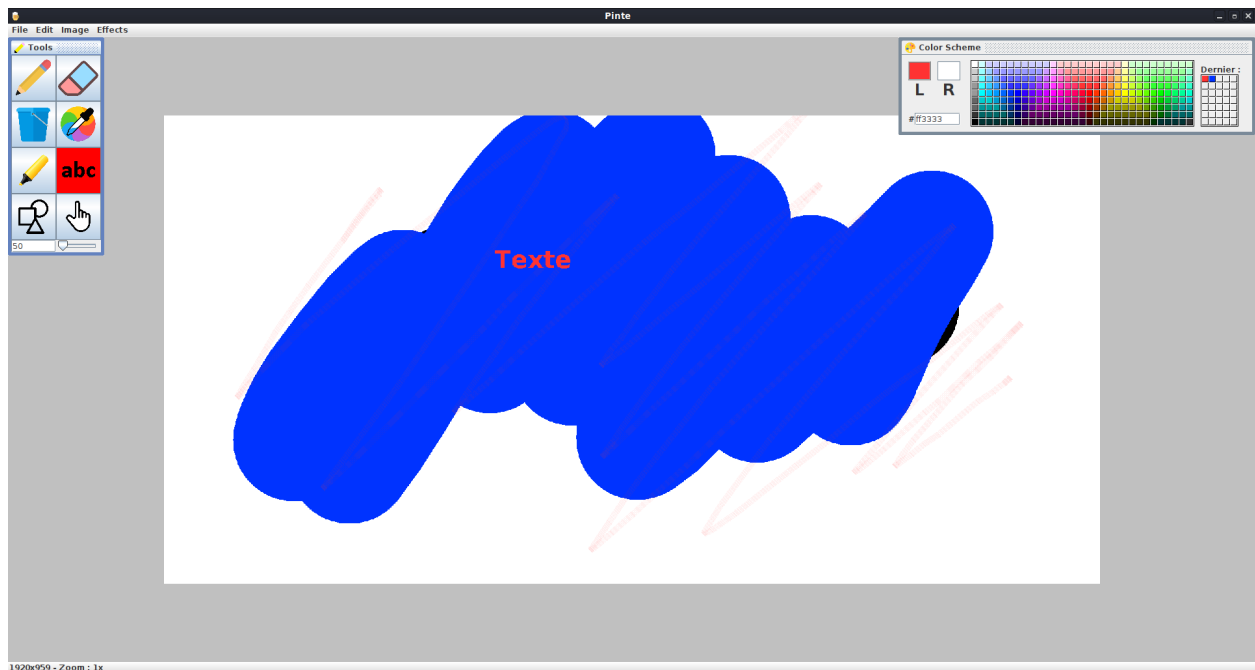 Pinte
File Edit Image Effects
Tools
Color Scheme
Dernier :
L R
#ff3333
abc
50
Texte
1920x959 - Zoom : 1x